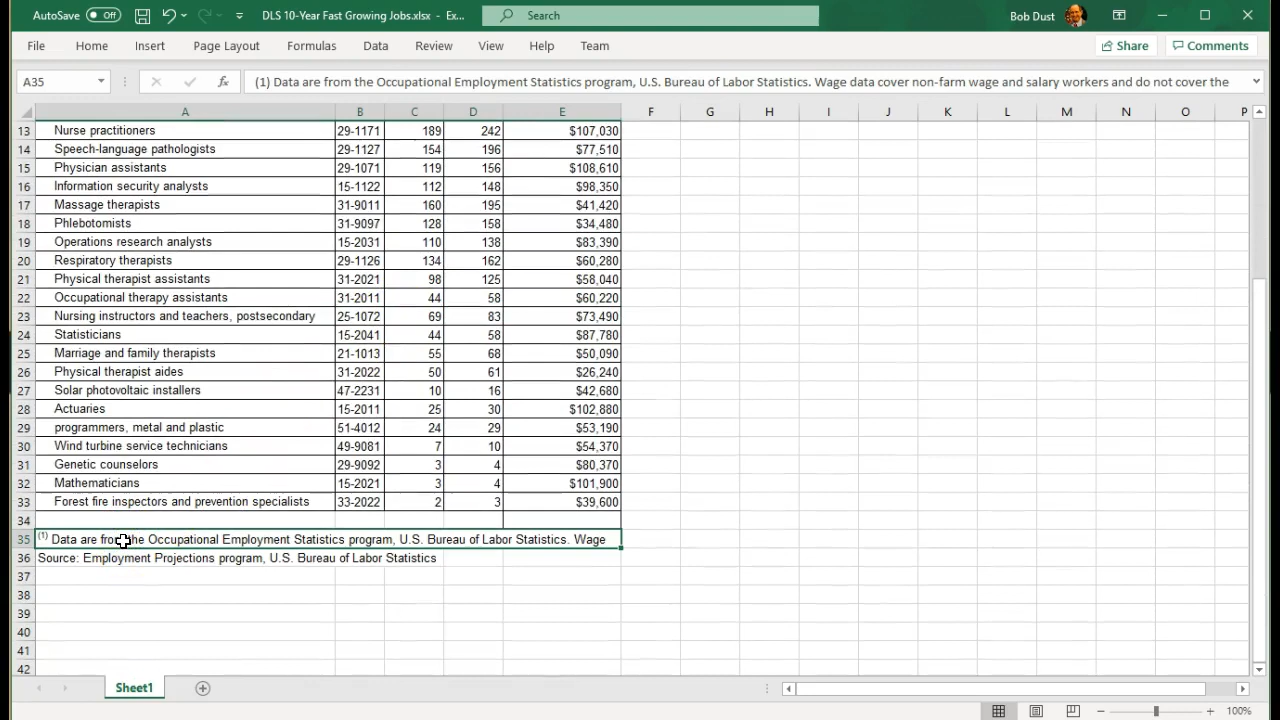 AutoSave Off DLS 10-Year Fast Growing Jobs.xlsx - Ex... Search Bob Dust
File Home Insert Page Layout Formulas Data Review View Help Team Share Comments
A35 fx (1) Data are from the Occupational Employment Statistics program, U.S. Bureau of Labor Statistics. Wage data cover non-farm wage and salary workers and do not cover the
A B C D E F G H I J K L M N O P
13 Nurse practitioners 29-1171 189 242 $107,030
14 Speech-language pathologists 29-1127 154 196 $77,510
15 Physician assistants 29-1071 119 156 $108,610
16 Information security analysts 15-1122 112 148 $98,350
17 Massage therapists 31-9011 160 195 $41,420
18 Phlebotomists 31-9097 128 158 $34,480
19 Operations research analysts 15-2031 110 138 $83,390
20 Respiratory therapists 29-1126 134 162 $60,280
21 Physical therapist assistants 31-2021 98 125 $58,040
22 Occupational therapy assistants 31-2011 44 58 $60,220
23 Nursing instructors and teachers, postsecondary 25-1072 69 83 $73,490
24 Statisticians 15-2041 44 58 $87,780
25 Marriage and family therapists 21-1013 55 68 $50,090
26 Physical therapist aides 31-2022 50 61 $26,240
27 Solar photovoltaic installers 47-2231 10 16 $42,680
28 Actuaries 15-2011 25 30 $102,880
29 programmers, metal and plastic 51-4012 24 29 $53,190
30 Wind turbine service technicians 49-9081 7 10 $54,370
31 Genetic counselors 29-9092 3 4 $80,370
32 Mathematicians 15-2021 3 4 $101,900
33 Forest fire inspectors and prevention specialists 33-2022 2 3 $39,600
34
35 (1) Data are from the Occupational Employment Statistics program, U.S. Bureau of Labor Statistics. Wage
36 Source: Employment Projections program, U.S. Bureau of Labor Statistics
37
38
39
40
41
42
Sheet1
100%